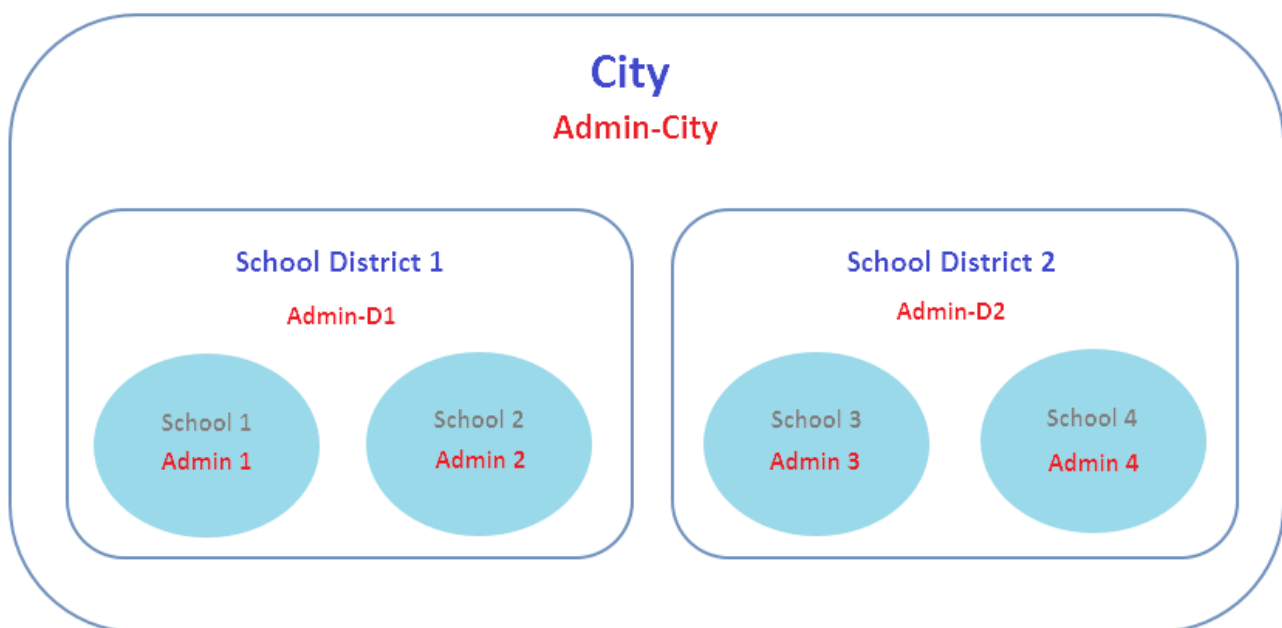 City
Admin-City
School District 1
Admin-D1
School 1
Admin 1
School 2
Admin 2
School District 2
Admin-D2
School 3
Admin 3
School 4
Admin 4